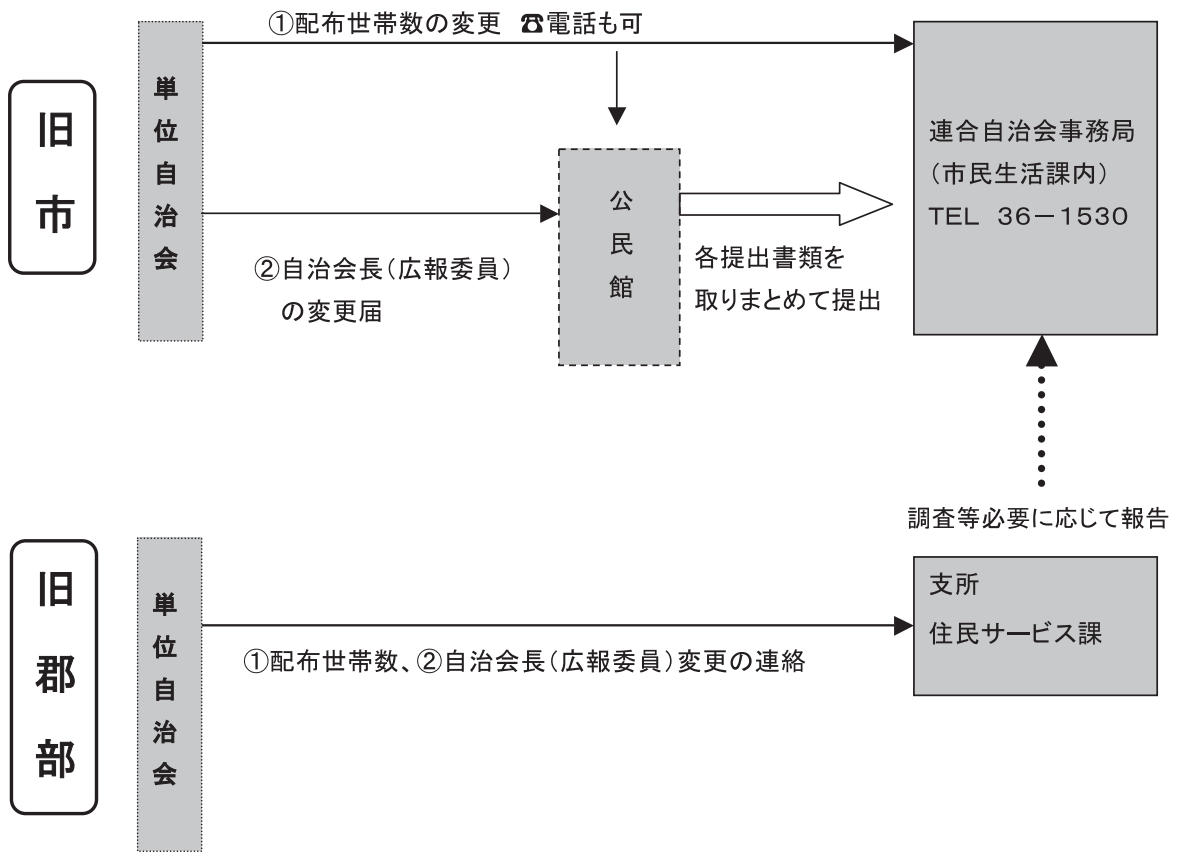 ①配布世帯数の変更 ☎電話も可
旧市
単位自治会
公民館
連合自治会事務局
（市民生活課内）
TEL 36－1530
②自治会長（広報委員）
の変更届
各提出書類を
取りまとめて提出
調査等必要に応じて報告
旧郡部
単位自治会
支所
住民サービス課
①配布世帯数、②自治会長（広報委員）変更の連絡